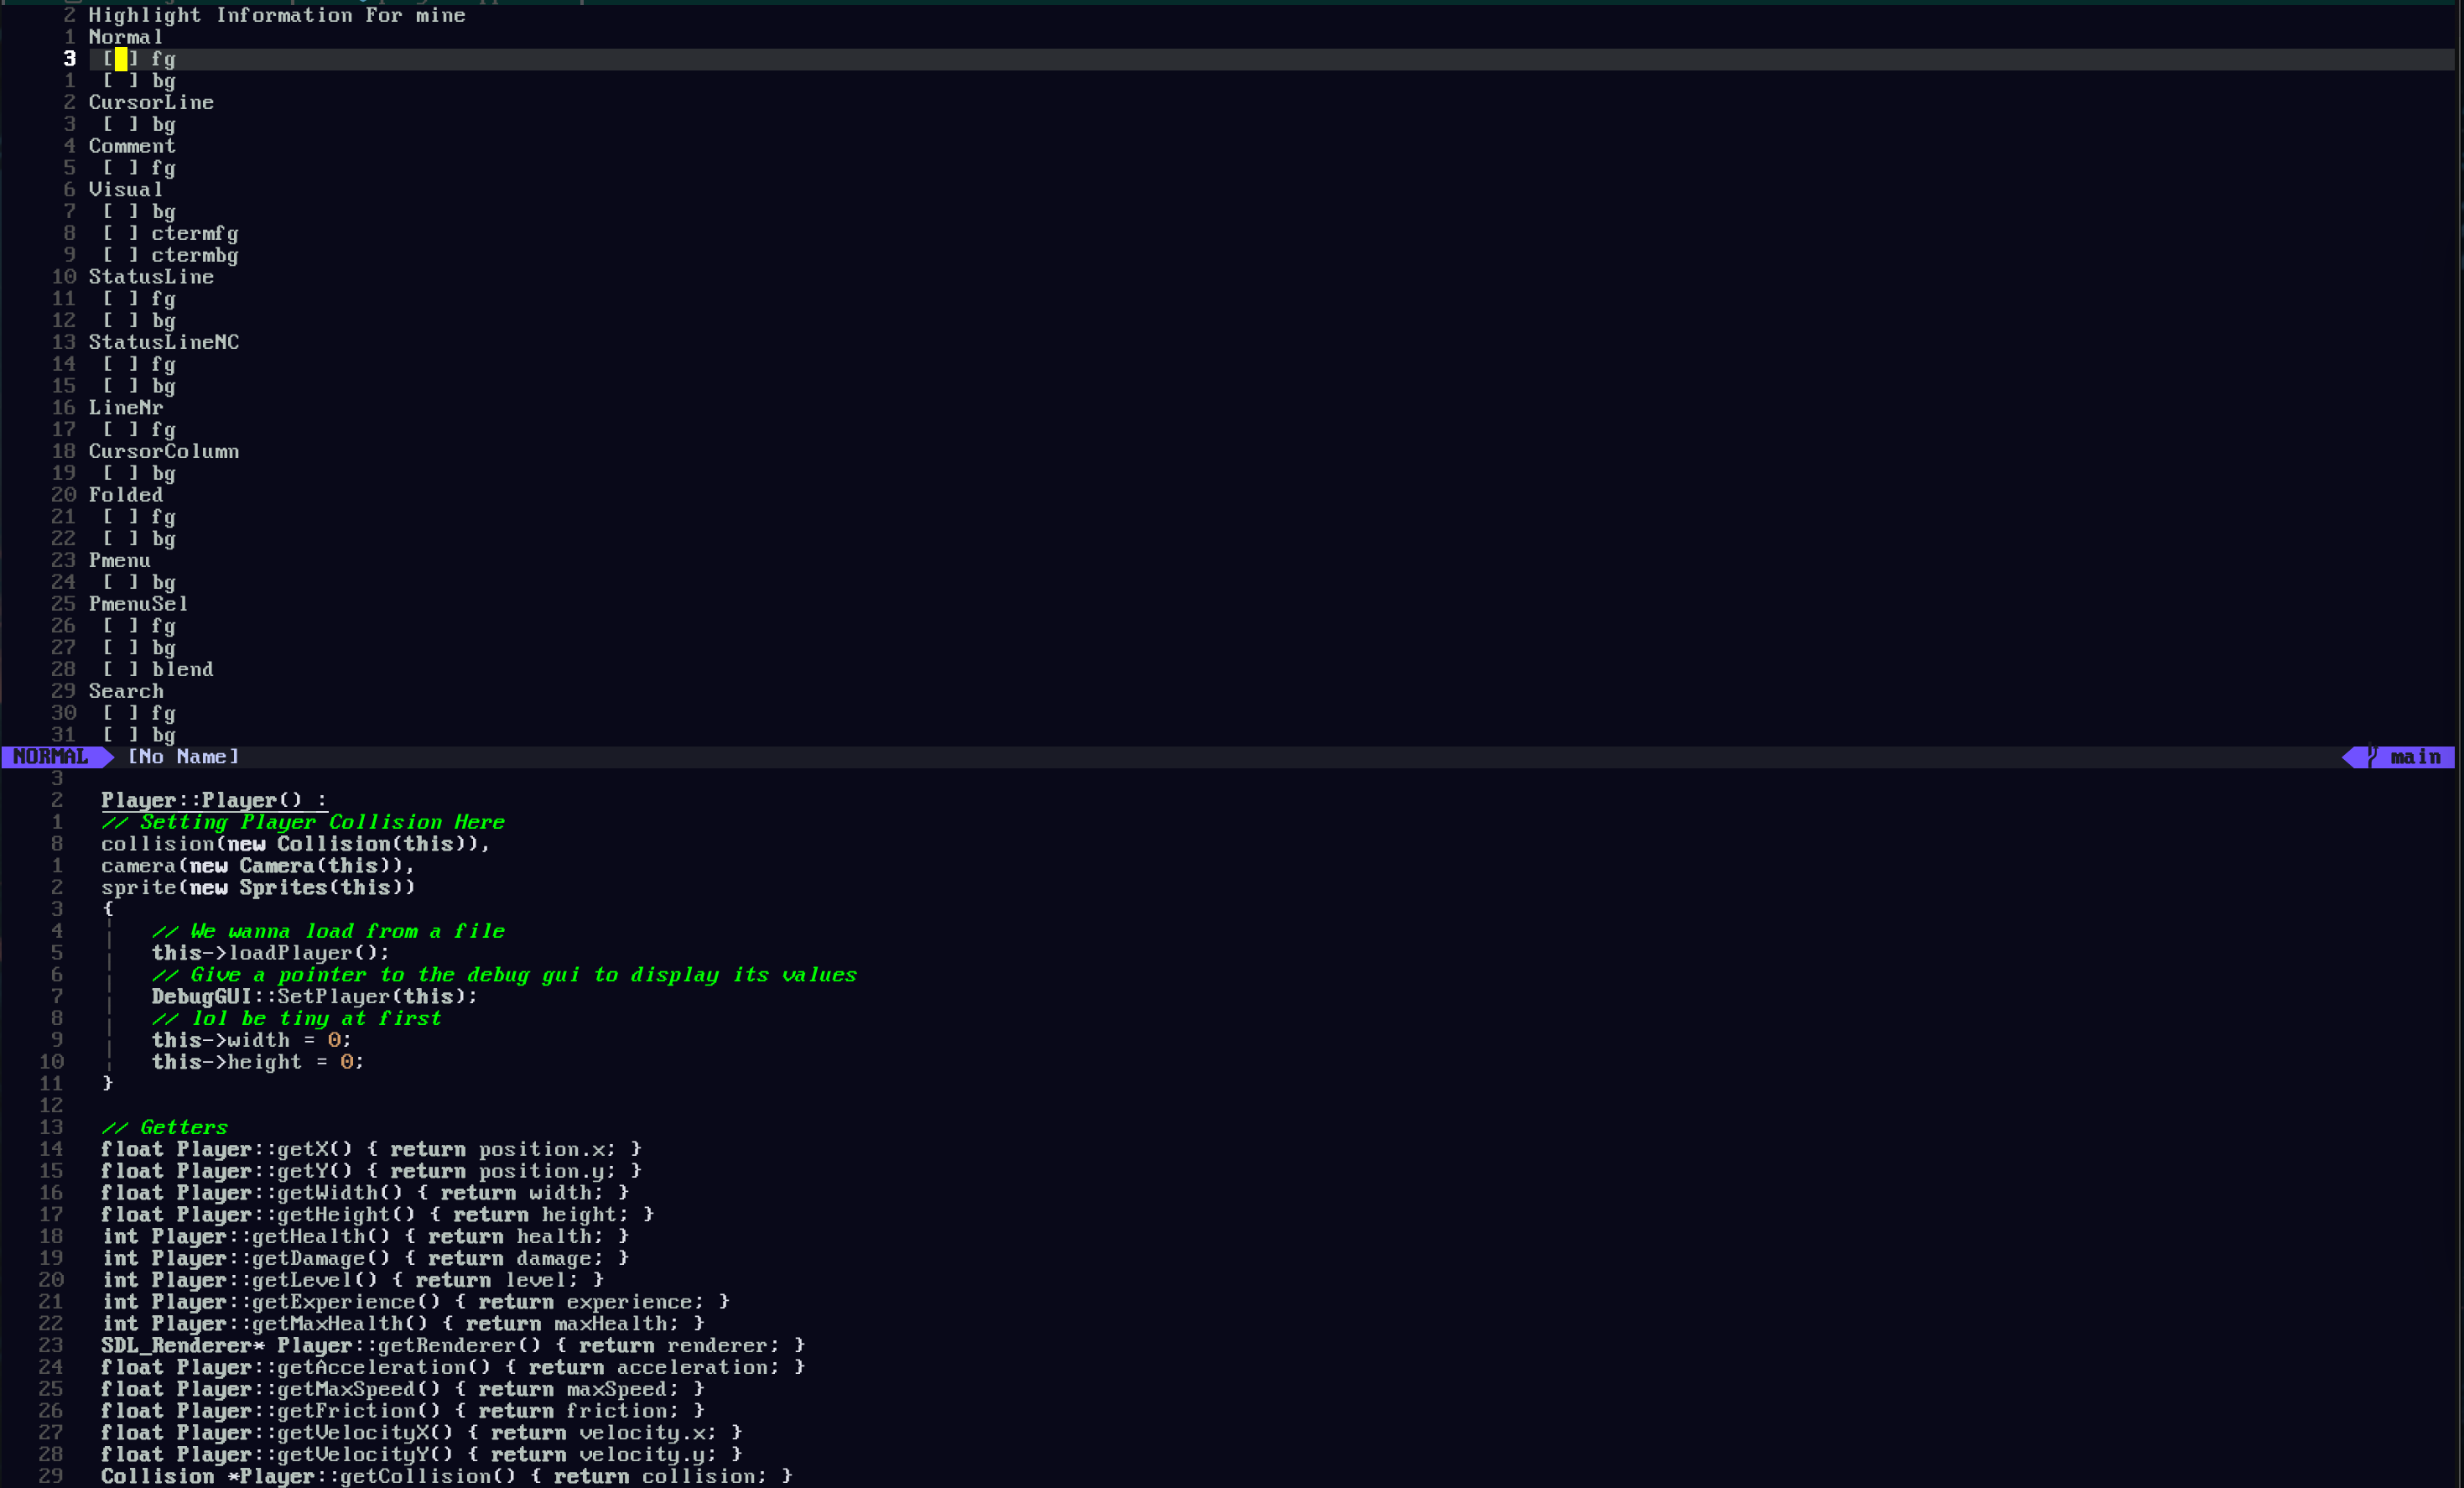 2 Highlight Information For mine
1 Normal
3  [ ] fg
1  [ ] bg
2 CursorLine
3  [ ] bg
4 Comment
5  [ ] fg
6 Visual
7  [ ] bg
8  [ ] ctermfg
9  [ ] ctermbg
10 StatusLine
11  [ ] fg
12  [ ] bg
13 StatusLineNC
14  [ ] fg
15  [ ] bg
16 LineNr
17  [ ] fg
18 CursorColumn
19  [ ] bg
20 Folded
21  [ ] fg
22  [ ] bg
23 Pmenu
24  [ ] bg
25 PmenuSel
26  [ ] fg
27  [ ] bg
28  [ ] blend
29 Search
30  [ ] fg
31  [ ] bg
NORMAL [No Name] main
3
2 Player::Player() :
1 // Setting Player Collision Here
8 collision(new Collision(this)),
1 camera(new Camera(this)),
2 sprite(new Sprites(this))
3 {
4     // We wanna load from a file
5     this->loadPlayer();
6     // Give a pointer to the debug gui to display its values
7     DebugGUI::SetPlayer(this);
8     // lol be tiny at first
9     this->width = 0;
10     this->height = 0;
11 }
12
13 // Getters
14 float Player::getX() { return position.x; }
15 float Player::getY() { return position.y; }
16 float Player::getWidth() { return width; }
17 float Player::getHeight() { return height; }
18 int Player::getHealth() { return health; }
19 int Player::getDamage() { return damage; }
20 int Player::getLevel() { return level; }
21 int Player::getExperience() { return experience; }
22 int Player::getMaxHealth() { return maxHealth; }
23 SDL_Renderer* Player::getRenderer() { return renderer; }
24 float Player::getAcceleration() { return acceleration; }
25 float Player::getMaxSpeed() { return maxSpeed; }
26 float Player::getFriction() { return friction; }
27 float Player::getVelocityX() { return velocity.x; }
28 float Player::getVelocityY() { return velocity.y; }
29 Collision *Player::getCollision() { return collision; }